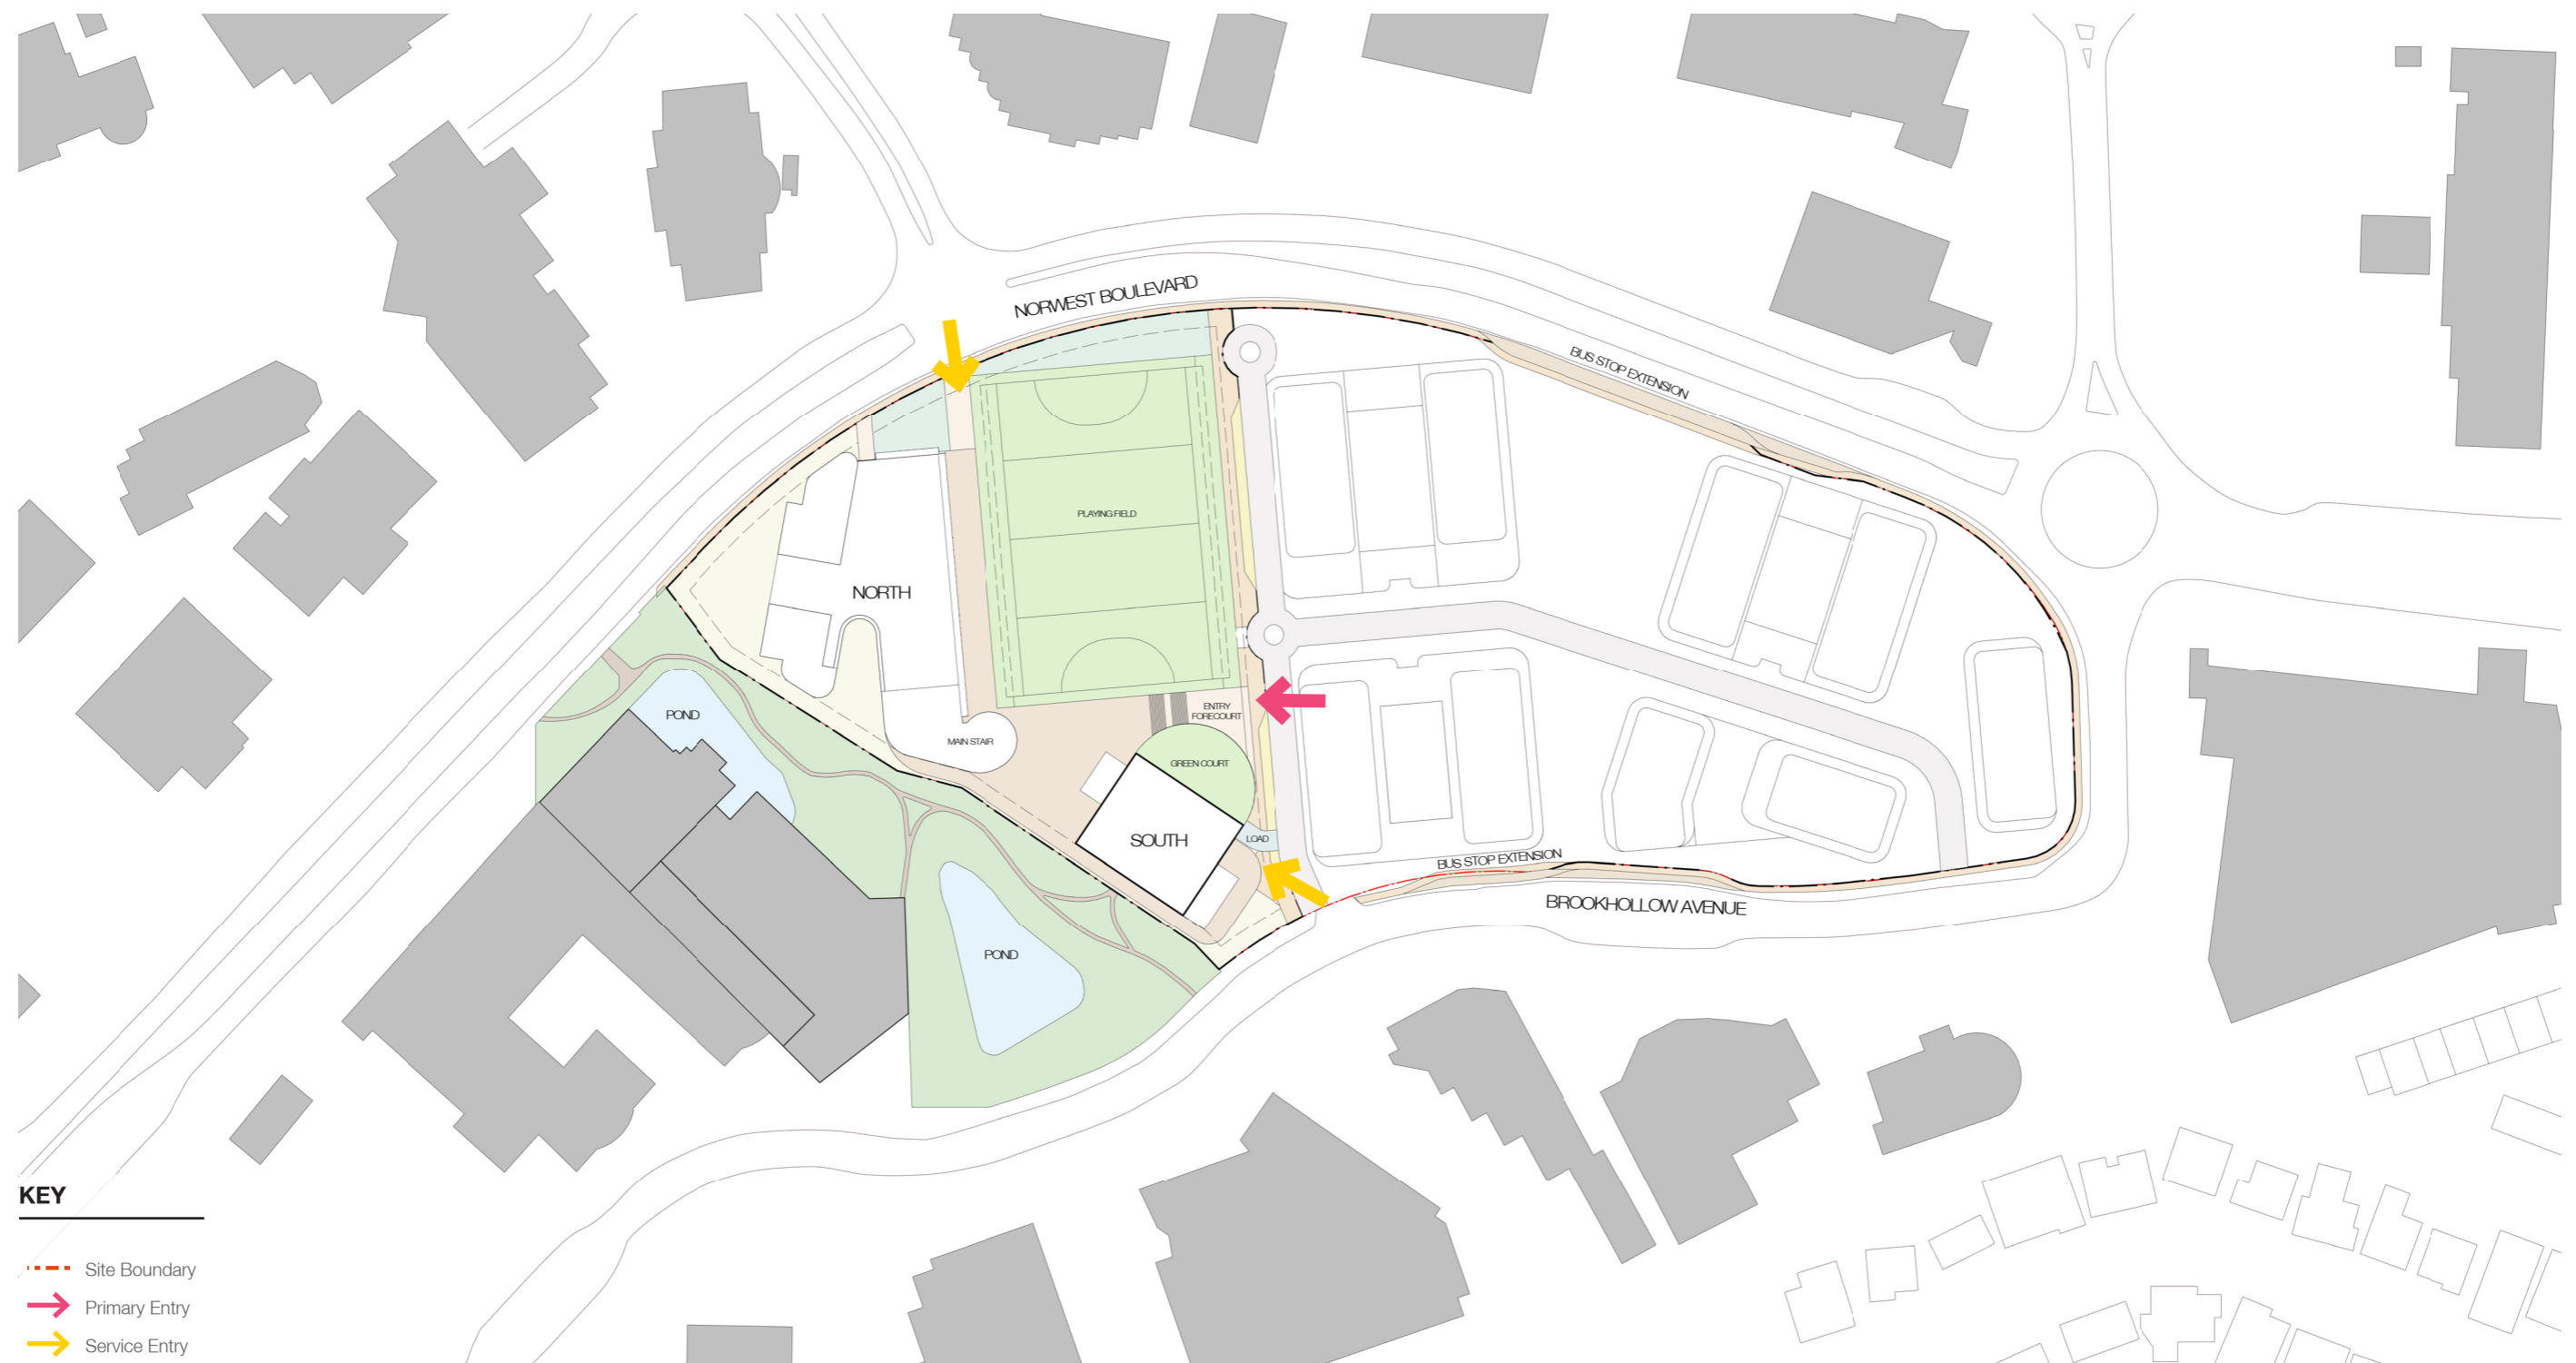 NORWEST BOULEVARD
BUS STOP EXTENSION
PLAYING FIELD
NORTH
ENTRY
FORECOURT
POND
MAIN STAIR
GREEN COURT
SOUTH
LOAD
BUS STOP EXTENSION
BROOKHOLLOW AVENUE
POND
KEY
Site Boundary
Primary Entry
Service Entry